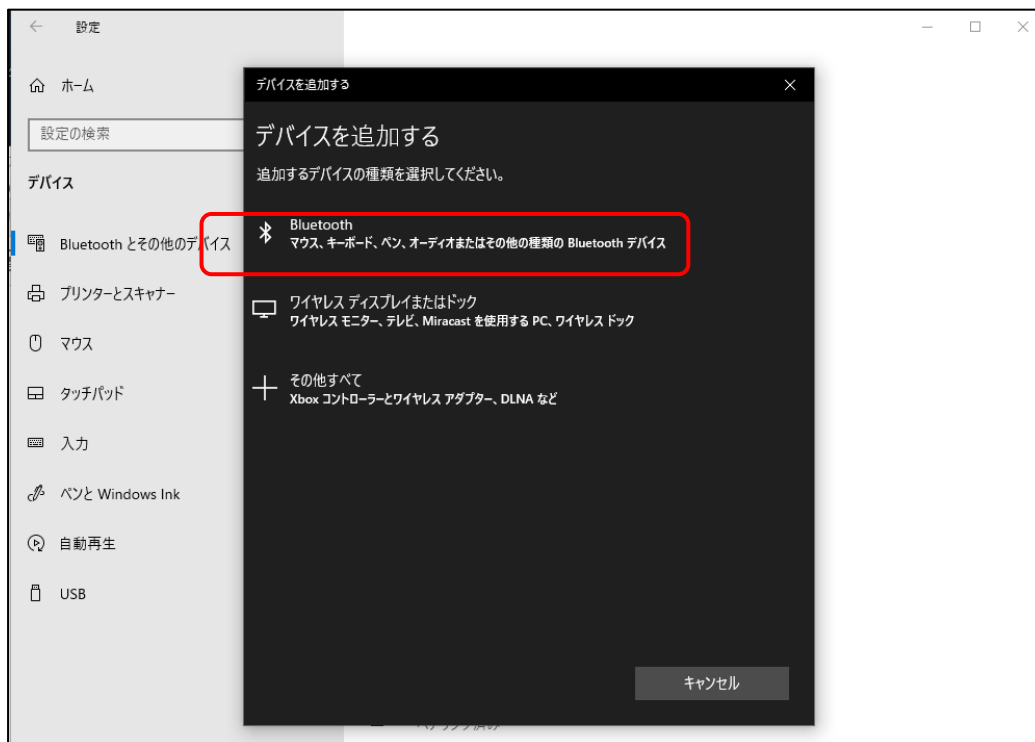 設定
ホーム
設定の検索
デバイス
Bluetooth とその他のデバイス
プリンターとスキャナー
マウス
タッチパッド
入力
ペンと Windows Ink
自動再生
USB
デバイスを追加する
デバイスを追加する
追加するデバイスの種類を選択してください。
Bluetooth
マウス、キーボード、ペン、オーディオまたはその他の種類の Bluetooth デバイス
ワイヤレス ディスプレイまたはドック
ワイヤレス モニター、テレビ、Miracast を使用する PC、ワイヤレス ドック
その他すべて
Xbox コントローラーとワイヤレス アダプター、DLNA など
キャンセル